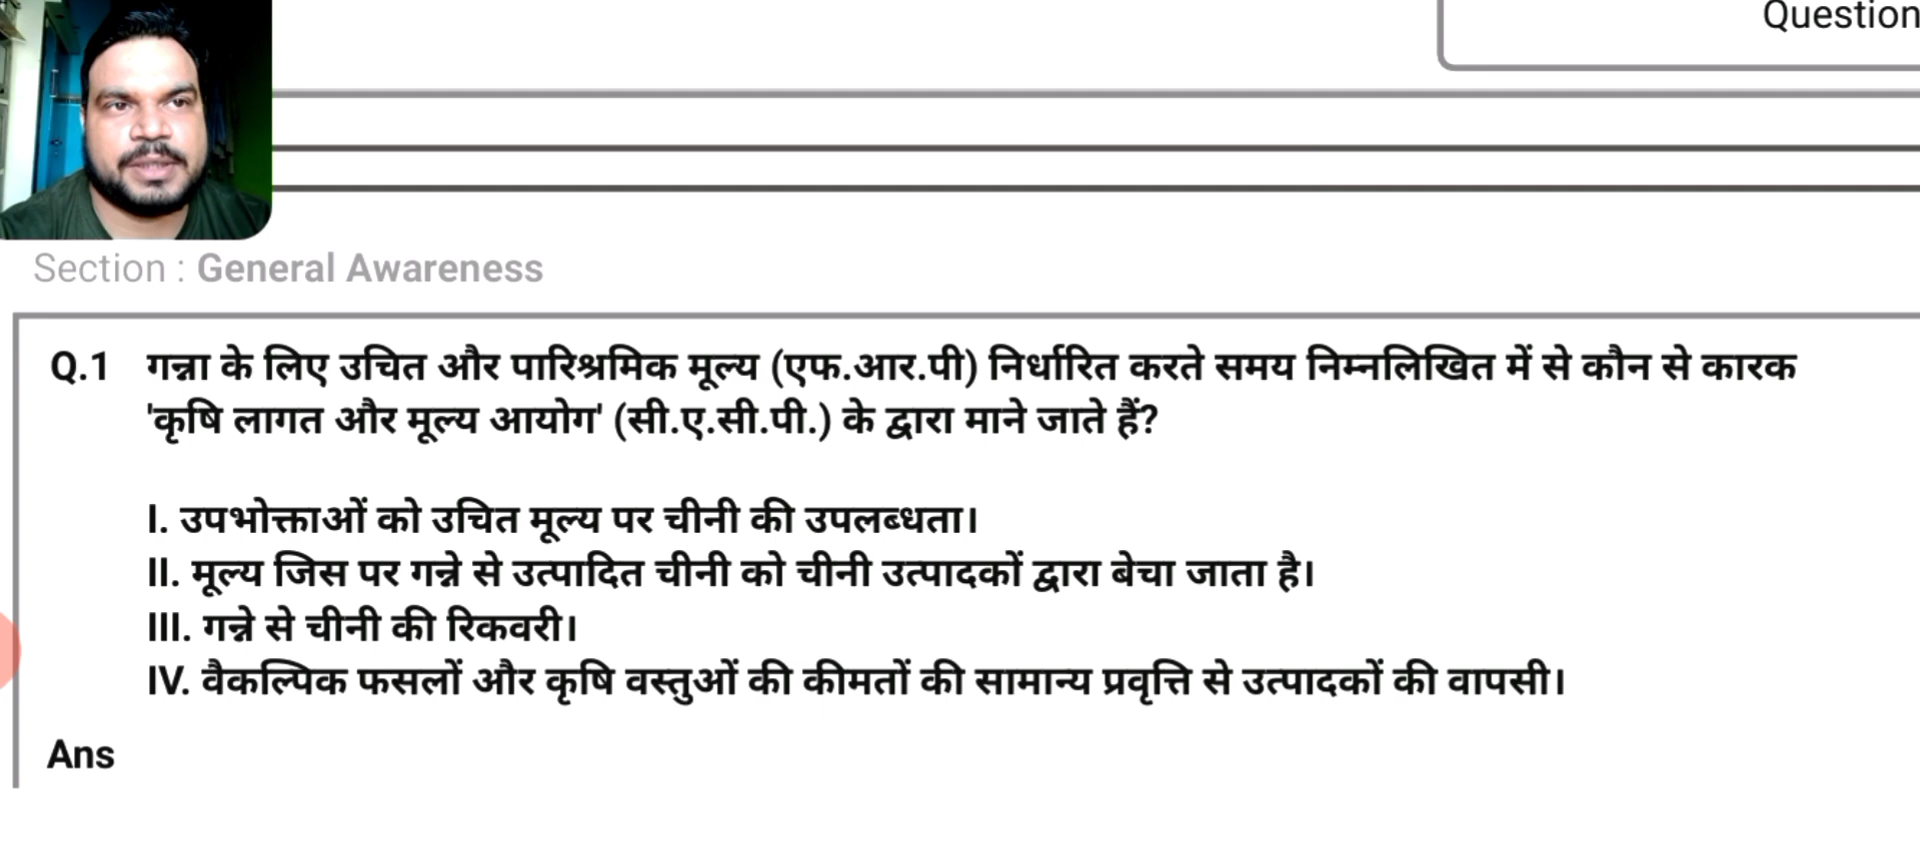 Question
Section : General Awareness
Q.1 गन्ना के लिए उचित और पारिश्रमिक मूल्य (एफ.आर.पी) निर्धारित करते समय निम्नलिखित में से कौन से कारक
'कृषि लागत और मूल्य आयोग' (सी.ए.सी.पी.) के द्वारा माने जाते हैं?
I. उपभोक्ताओं को उचित मूल्य पर चीनी की उपलब्धता।
II. मूल्य जिस पर गन्ने से उत्पादित चीनी को चीनी उत्पादकों द्वारा बेचा जाता है।
III. गन्ने से चीनी की रिकवरी।
IV. वैकल्पिक फसलों और कृषि वस्तुओं की कीमतों की सामान्य प्रवृत्ति से उत्पादकों की वापसी।
Ans